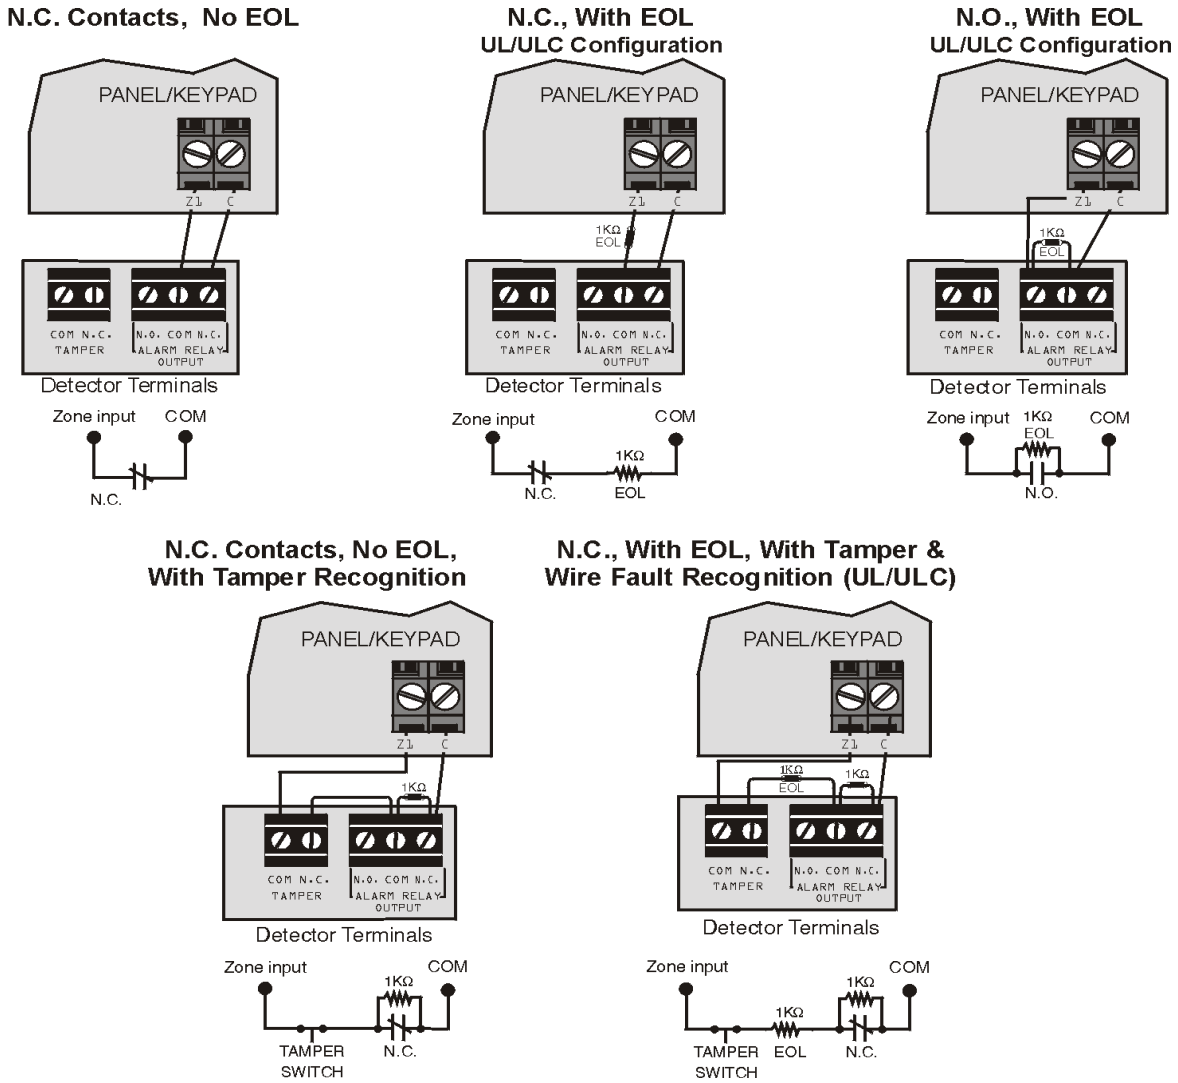 N.C. Contacts, No EOL
PANEL/KEYPAD
Z1 C
COM N.C. N.O. COM N.C.
TAMPER ALARM RELAY
OUTPUT
Detector Terminals
Zone input COM
N.C.
N.C., With EOL
UL/ULC Configuration
PANEL/KEYPAD
Z1 C
1KΩ
EOL
COM N.C. N.O. COM N.C.
TAMPER ALARM RELAY
OUTPUT
Detector Terminals
Zone input COM
1KΩ
N.C. EOL
N.O., With EOL
UL/ULC Configuration
PANEL/KEYPAD
Z1 C
1KΩ
EOL
COM N.C. N.O. COM N.C.
TAMPER ALARM RELAY
OUTPUT
Detector Terminals
Zone input 1KΩ COM
EOL
N.O.
N.C. Contacts, No EOL,
With Tamper Recognition
PANEL/KEYPAD
Z1 C
1KΩ
COM N.C. N.O. COM N.C.
TAMPER ALARM RELAY
OUTPUT
Detector Terminals
Zone input COM
1KΩ
TAMPER N.C.
SWITCH
N.C., With EOL, With Tamper &
Wire Fault Recognition (UL/ULC)
PANEL/KEYPAD
Z1 C
1KΩ 1KΩ
EOL
COM N.C. N.O. COM N.C.
TAMPER ALARM RELAY
OUTPUT
Detector Terminals
Zone input COM
1KΩ
1KΩ
TAMPER EOL N.C.
SWITCH